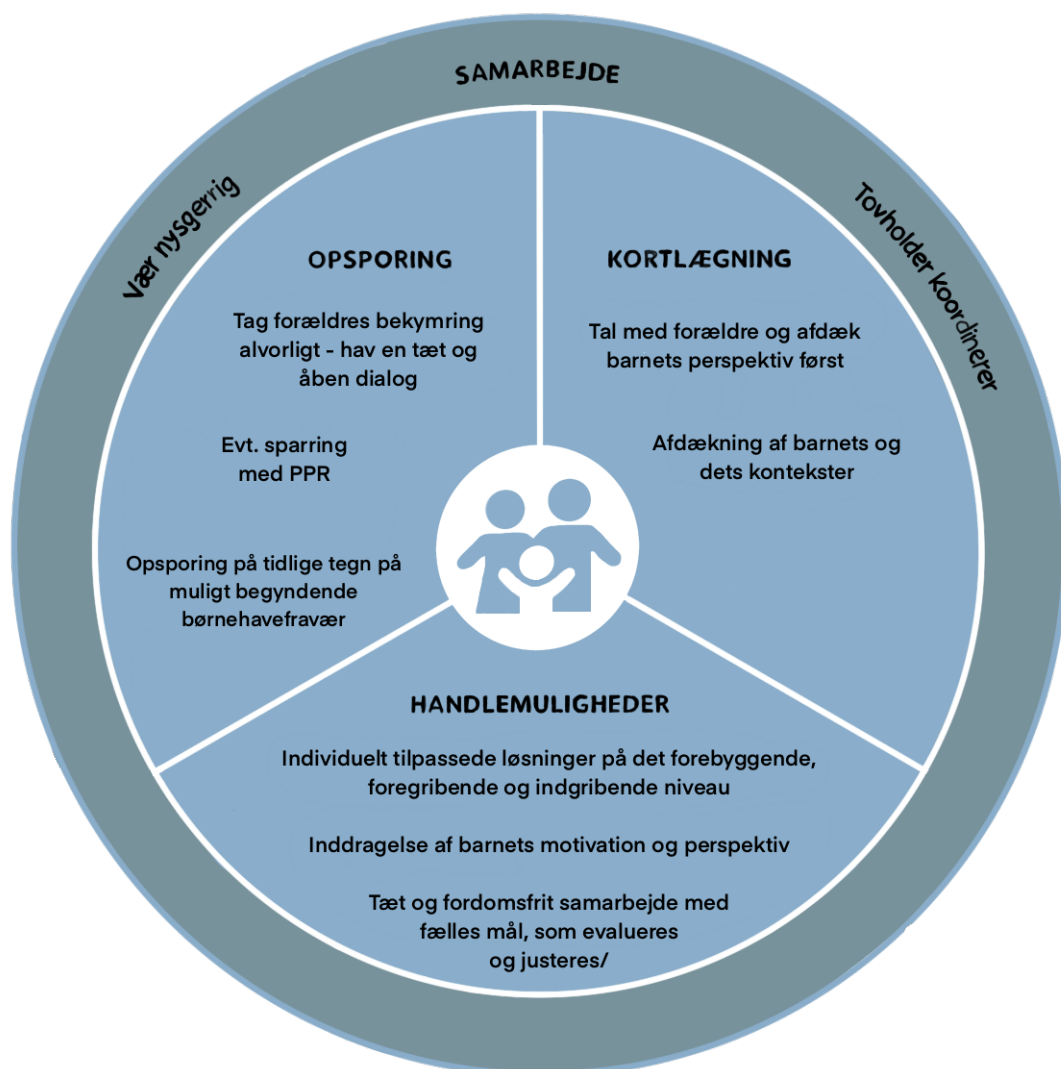 SAMARBEJDE
Vær nysgerrig
Tovholder koordinerer
OPSPORING
Tag forældres bekymring
alvorligt - hav en tæt og
åben dialog
Evt. sparring
med PPR
Opsporing på tidlige tegn på
muligt begyndende
børnehavefravær
KORTLÆGNING
Tal med forældre og afdæk
barnets perspektiv først
Afdækning af barnets og
dets kontekster
HANDLEMULIGHEDER
Individuelt tilpassede løsninger på det forebyggende,
foregribende og indgribende niveau
Inddragelse af barnets motivation og perspektiv
Tæt og fordomsfrit samarbejde med
fælles mål, som evalueres
og justeres/